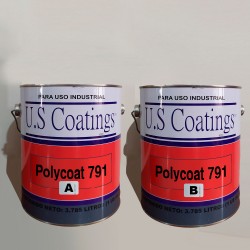 PARA USO INDUSTRIAL
U.S Coatings
Polycoat 791
A
PARA USO INDUSTRIAL
U.S Coatings
Polycoat 791
B